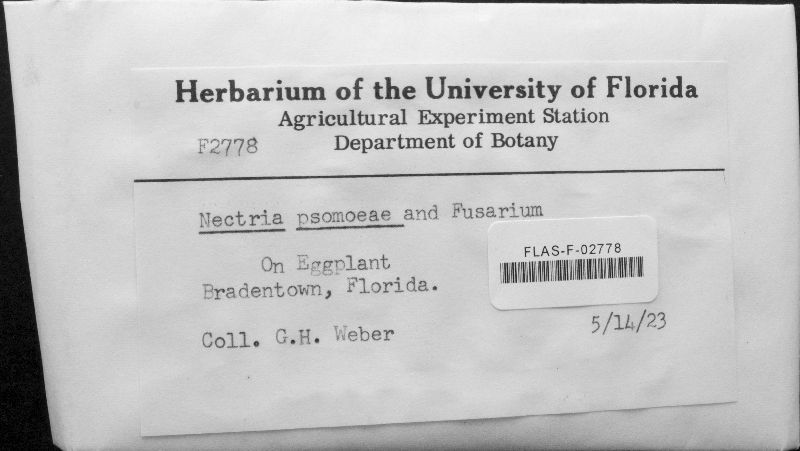 Herbarium of the University of Florida
Agricultural Experiment Station
F2778
Department of Botany
Nectria psomoeae and Fusarium
FLAS-F-02778
On Eggplant
Bradentown, Florida.
Coll. G.H. Weber
5/14/23